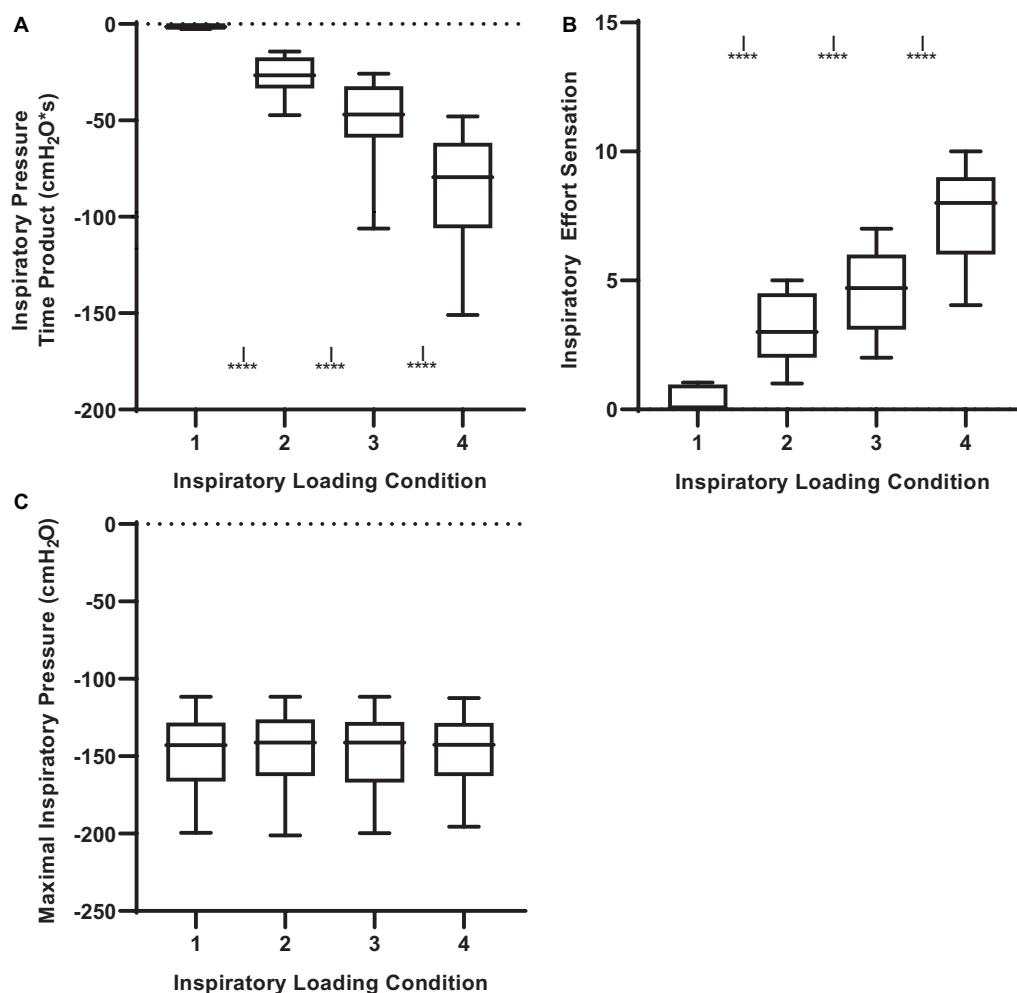 A
Inspiratory Pressure
Time Product (cmH₂O*s)
0
-50
-100
-150
-200
****
****
****
1 2 3 4
Inspiratory Loading Condition
B
Inspiratory Effort Sensation
15
10
5
0
****
****
****
1 2 3 4
Inspiratory Loading Condition
C
Maximal Inspiratory Pressure (cmH₂O)
0
-50
-100
-150
-200
-250
1 2 3 4
Inspiratory Loading Condition